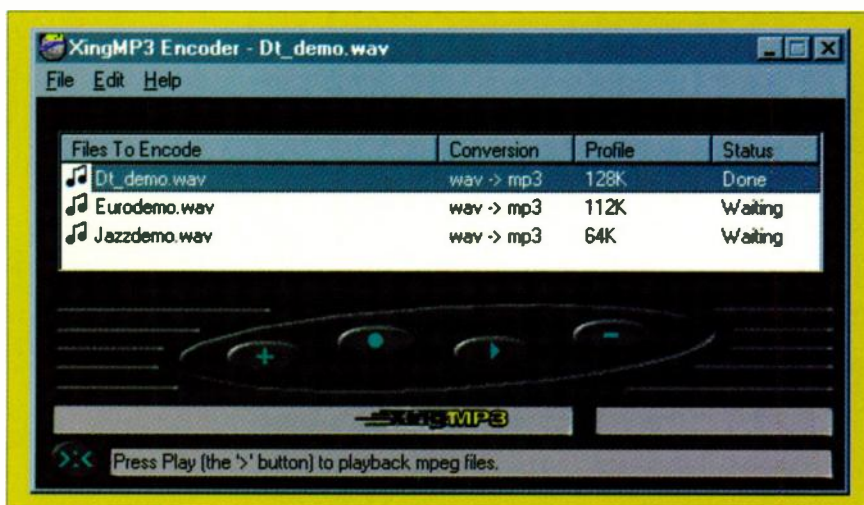 XingMP3 Encoder - Dt_demo.wav
File Edit Help
Files To Encode Conversion Profile Status
Dt_demo.wav wav -> mp3 128K Done
Eurodemo.wav wav -> mp3 112K Waiting
Jazzdemo.wav wav -> mp3 64K Waiting
XingMP3
Press Play (the '>' button) to playback mpeg files.